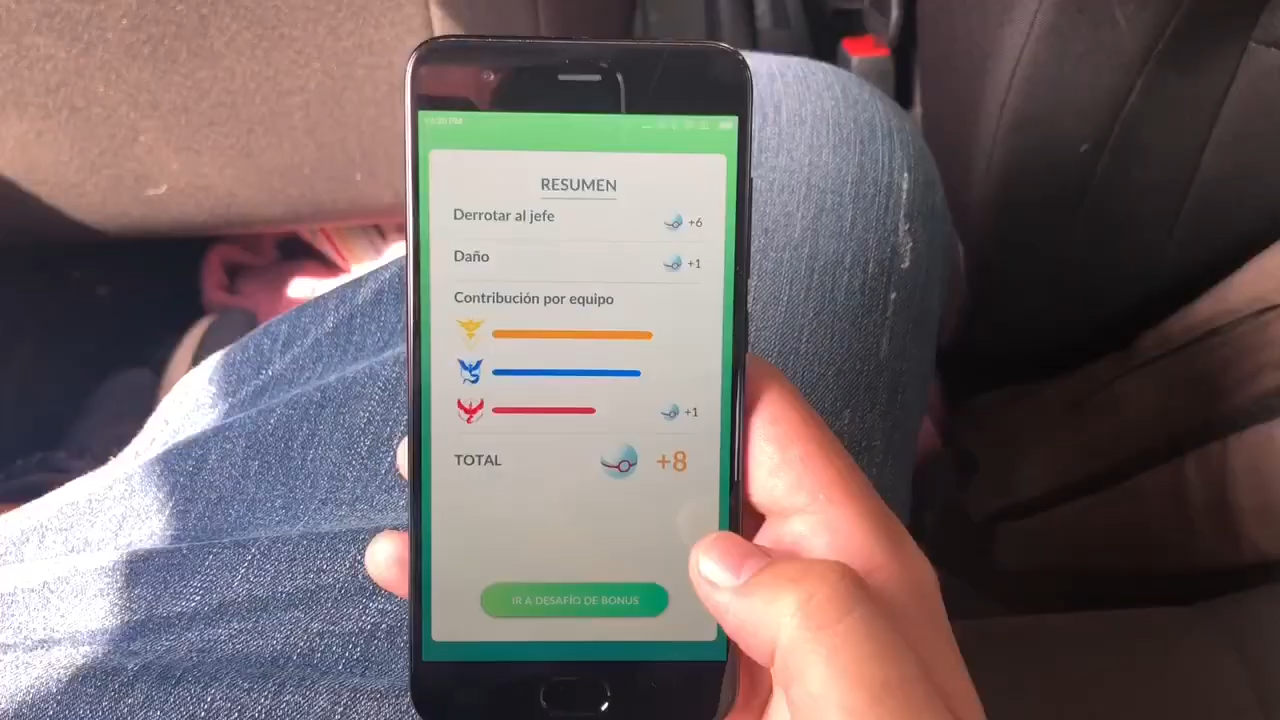 RESUMEN
Derrotar al jefe +6
Daño +1
Contribución por equipo
+1
TOTAL +8
IR A DESAFÍO DE BONUS